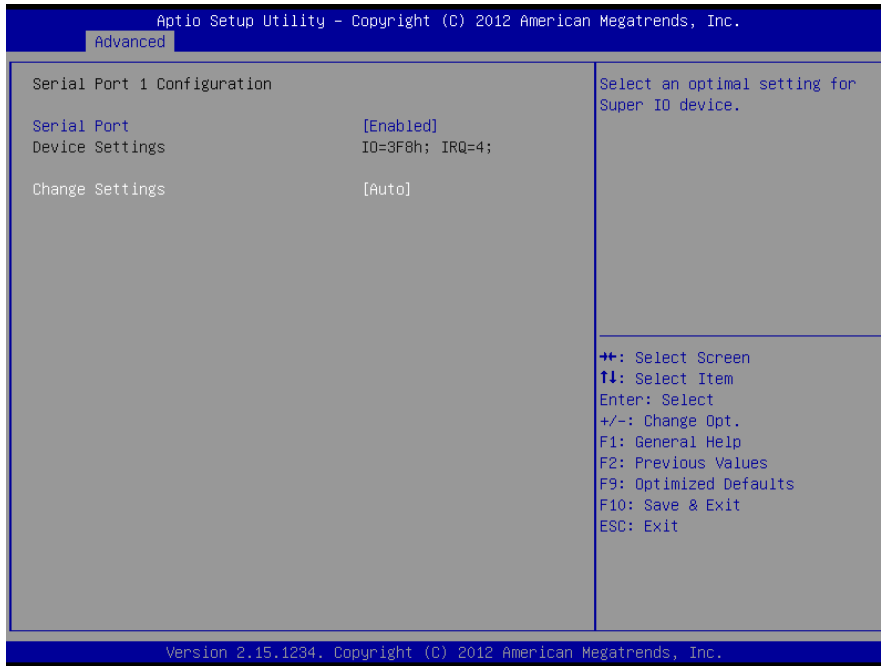 Aptio Setup Utility – Copyright (C) 2012 American Megatrends, Inc.
Advanced
Serial Port 1 Configuration
Serial Port [Enabled]
Device Settings IO=3F8h; IRQ=4;
Change Settings [Auto]
Select an optimal setting for
Super IO device.
→←: Select Screen
↑↓: Select Item
Enter: Select
+/-: Change Opt.
F1: General Help
F2: Previous Values
F9: Optimized Defaults
F10: Save & Exit
ESC: Exit
Version 2.15.1234. Copyright (C) 2012 American Megatrends, Inc.